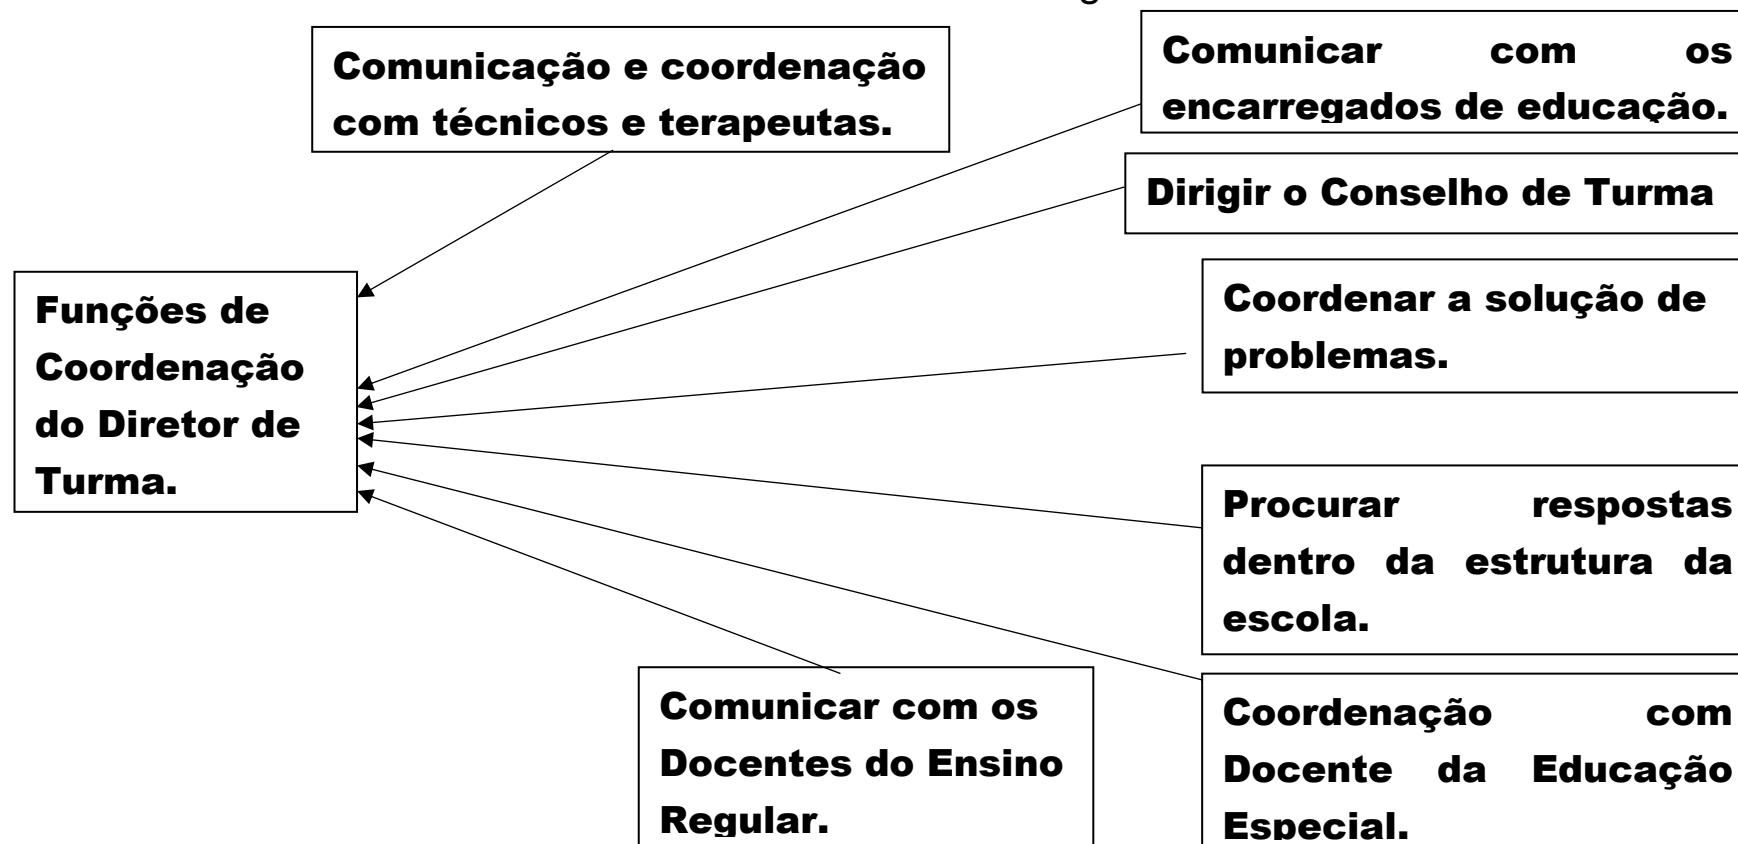 Comunicação e coordenação
com técnicos e terapeutas.
Comunicar com os
encarregados de educação.
Dirigir o Conselho de Turma
Coordenar a solução de
problemas.
Funções de
Coordenação
do Diretor de
Turma.
Procurar respostas
dentro da estrutura da
escola.
Comunicar com os
Docentes do Ensino
Regular.
Coordenação com
Docente da Educação
Especial.